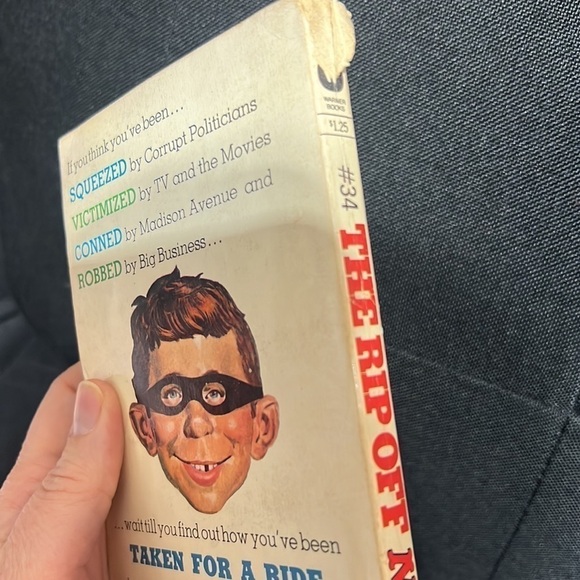 If you think you've been...
SQUEEZED by Corrupt Politicians
VICTIMIZED by TV and the Movies
CONNED by Madison Avenue and
ROBBED by Big Business...
...wait till you find out how you've been
TAKEN FOR A RIDE
WARNER
BOOKS
$1.25
#34 THE RIP OFF